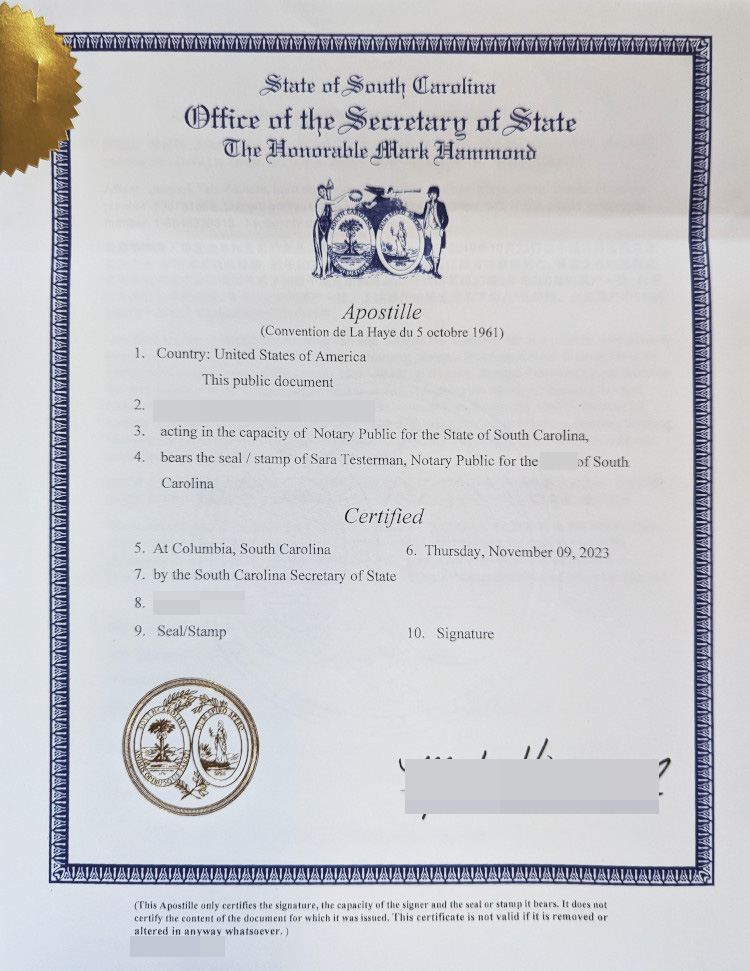 State of South Carolina
Office of the Secretary of State
The Honorable Mark Hammond
Apostille
(Convention de La Haye du 5 octobre 1961)
1. Country: United States of America
This public document
2.
3. acting in the capacity of Notary Public for the State of South Carolina,
4. bears the seal / stamp of Sara Testerman, Notary Public for the of South
Carolina
Certified
5. At Columbia, South Carolina 6. Thursday, November 09, 2023
7. by the South Carolina Secretary of State
8.
9. Seal/Stamp 10. Signature
(This Apostille only certifies the signature, the capacity of the signer and the seal or stamp it bears. It does not
certify the content of the document for which it was issued. This certificate is not valid if it is removed or
altered in anyway whatsoever. )